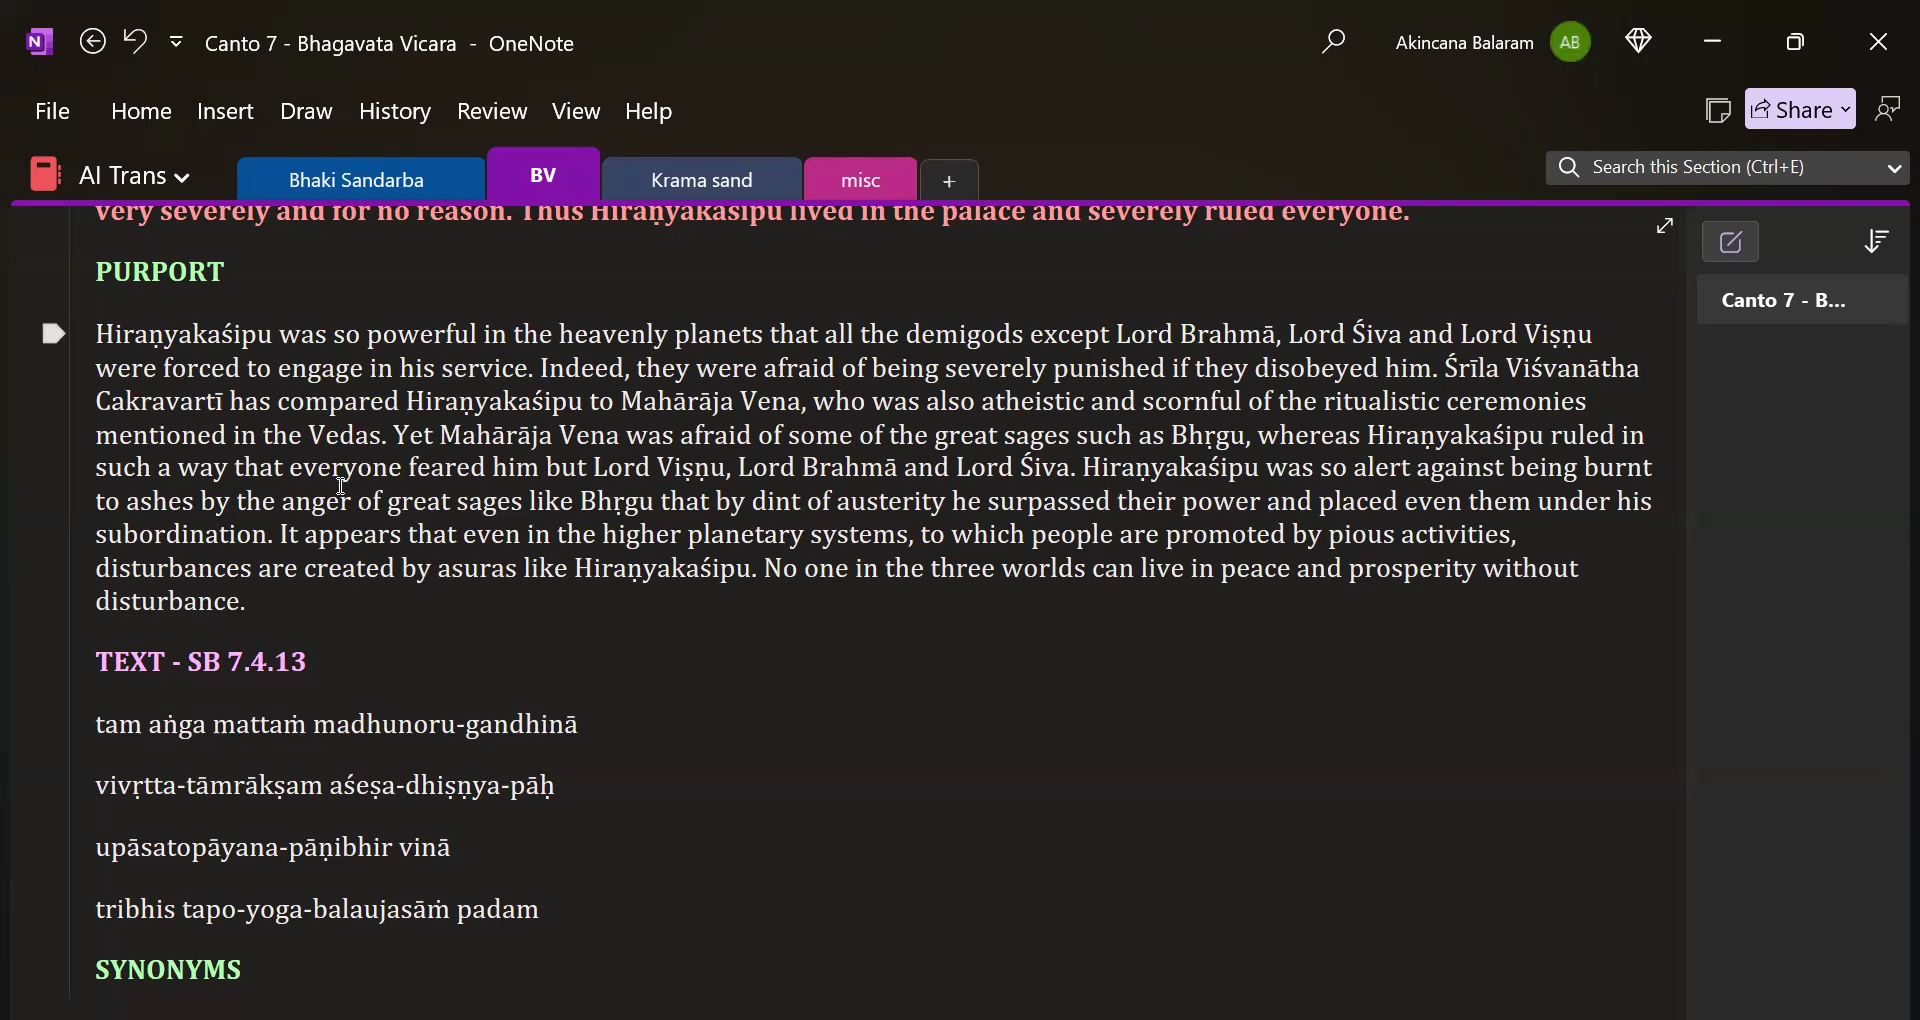 Canto 7 - Bhagavata Vicara - OneNote
Akincana Balaram
AB
File Home Insert Draw History Review View Help
Share
AI Trans
Bhaki Sandarba
BV
Krama sand
misc
+
Search this Section (Ctrl+E)
very severely and for no reason. Thus Hiraṇyakaśipu lived in the palace and severely ruled everyone.
Canto 7 - B...
PURPORT
Hiraṇyakaśipu was so powerful in the heavenly planets that all the demigods except Lord Brahmā, Lord Śiva and Lord Viṣṇu
were forced to engage in his service. Indeed, they were afraid of being severely punished if they disobeyed him. Śrīla Viśvanātha
Cakravartī has compared Hiraṇyakaśipu to Mahārāja Vena, who was also atheistic and scornful of the ritualistic ceremonies
mentioned in the Vedas. Yet Mahārāja Vena was afraid of some of the great sages such as Bhṛgu, whereas Hiraṇyakaśipu ruled in
such a way that everyone feared him but Lord Viṣṇu, Lord Brahmā and Lord Śiva. Hiraṇyakaśipu was so alert against being burnt
to ashes by the anger of great sages like Bhṛgu that by dint of austerity he surpassed their power and placed even them under his
subordination. It appears that even in the higher planetary systems, to which people are promoted by pious activities,
disturbances are created by asuras like Hiraṇyakaśipu. No one in the three worlds can live in peace and prosperity without
disturbance.
TEXT - SB 7.4.13
tam aṅga mattaṁ madhunoru-gandhinā
vivṛtta-tāmrākṣam aśeṣa-dhiṣṇya-pāḥ
upāsatopāyana-pāṇibhir vinā
tribhis tapo-yoga-balaujasāṁ padam
SYNONYMS